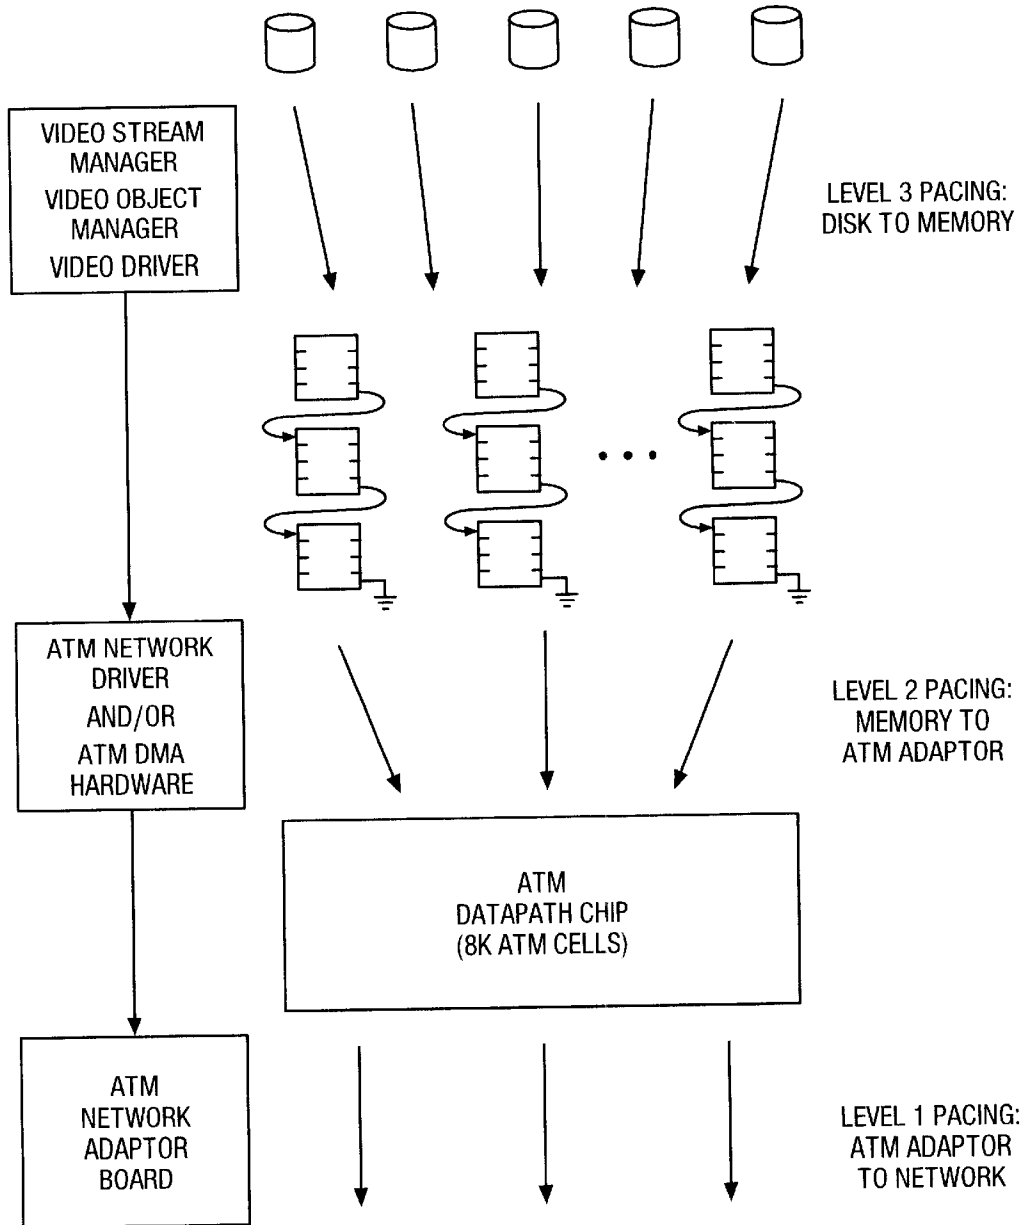 VIDEO STREAM
MANAGER
VIDEO OBJECT
MANAGER
VIDEO DRIVER
LEVEL 3 PACING:
DISK TO MEMORY
ATM NETWORK
DRIVER
AND/OR
ATM DMA
HARDWARE
LEVEL 2 PACING:
MEMORY TO
ATM ADAPTOR
ATM
DATAPATH CHIP
(8K ATM CELLS)
ATM
NETWORK
ADAPTOR
BOARD
LEVEL 1 PACING:
ATM ADAPTOR
TO NETWORK